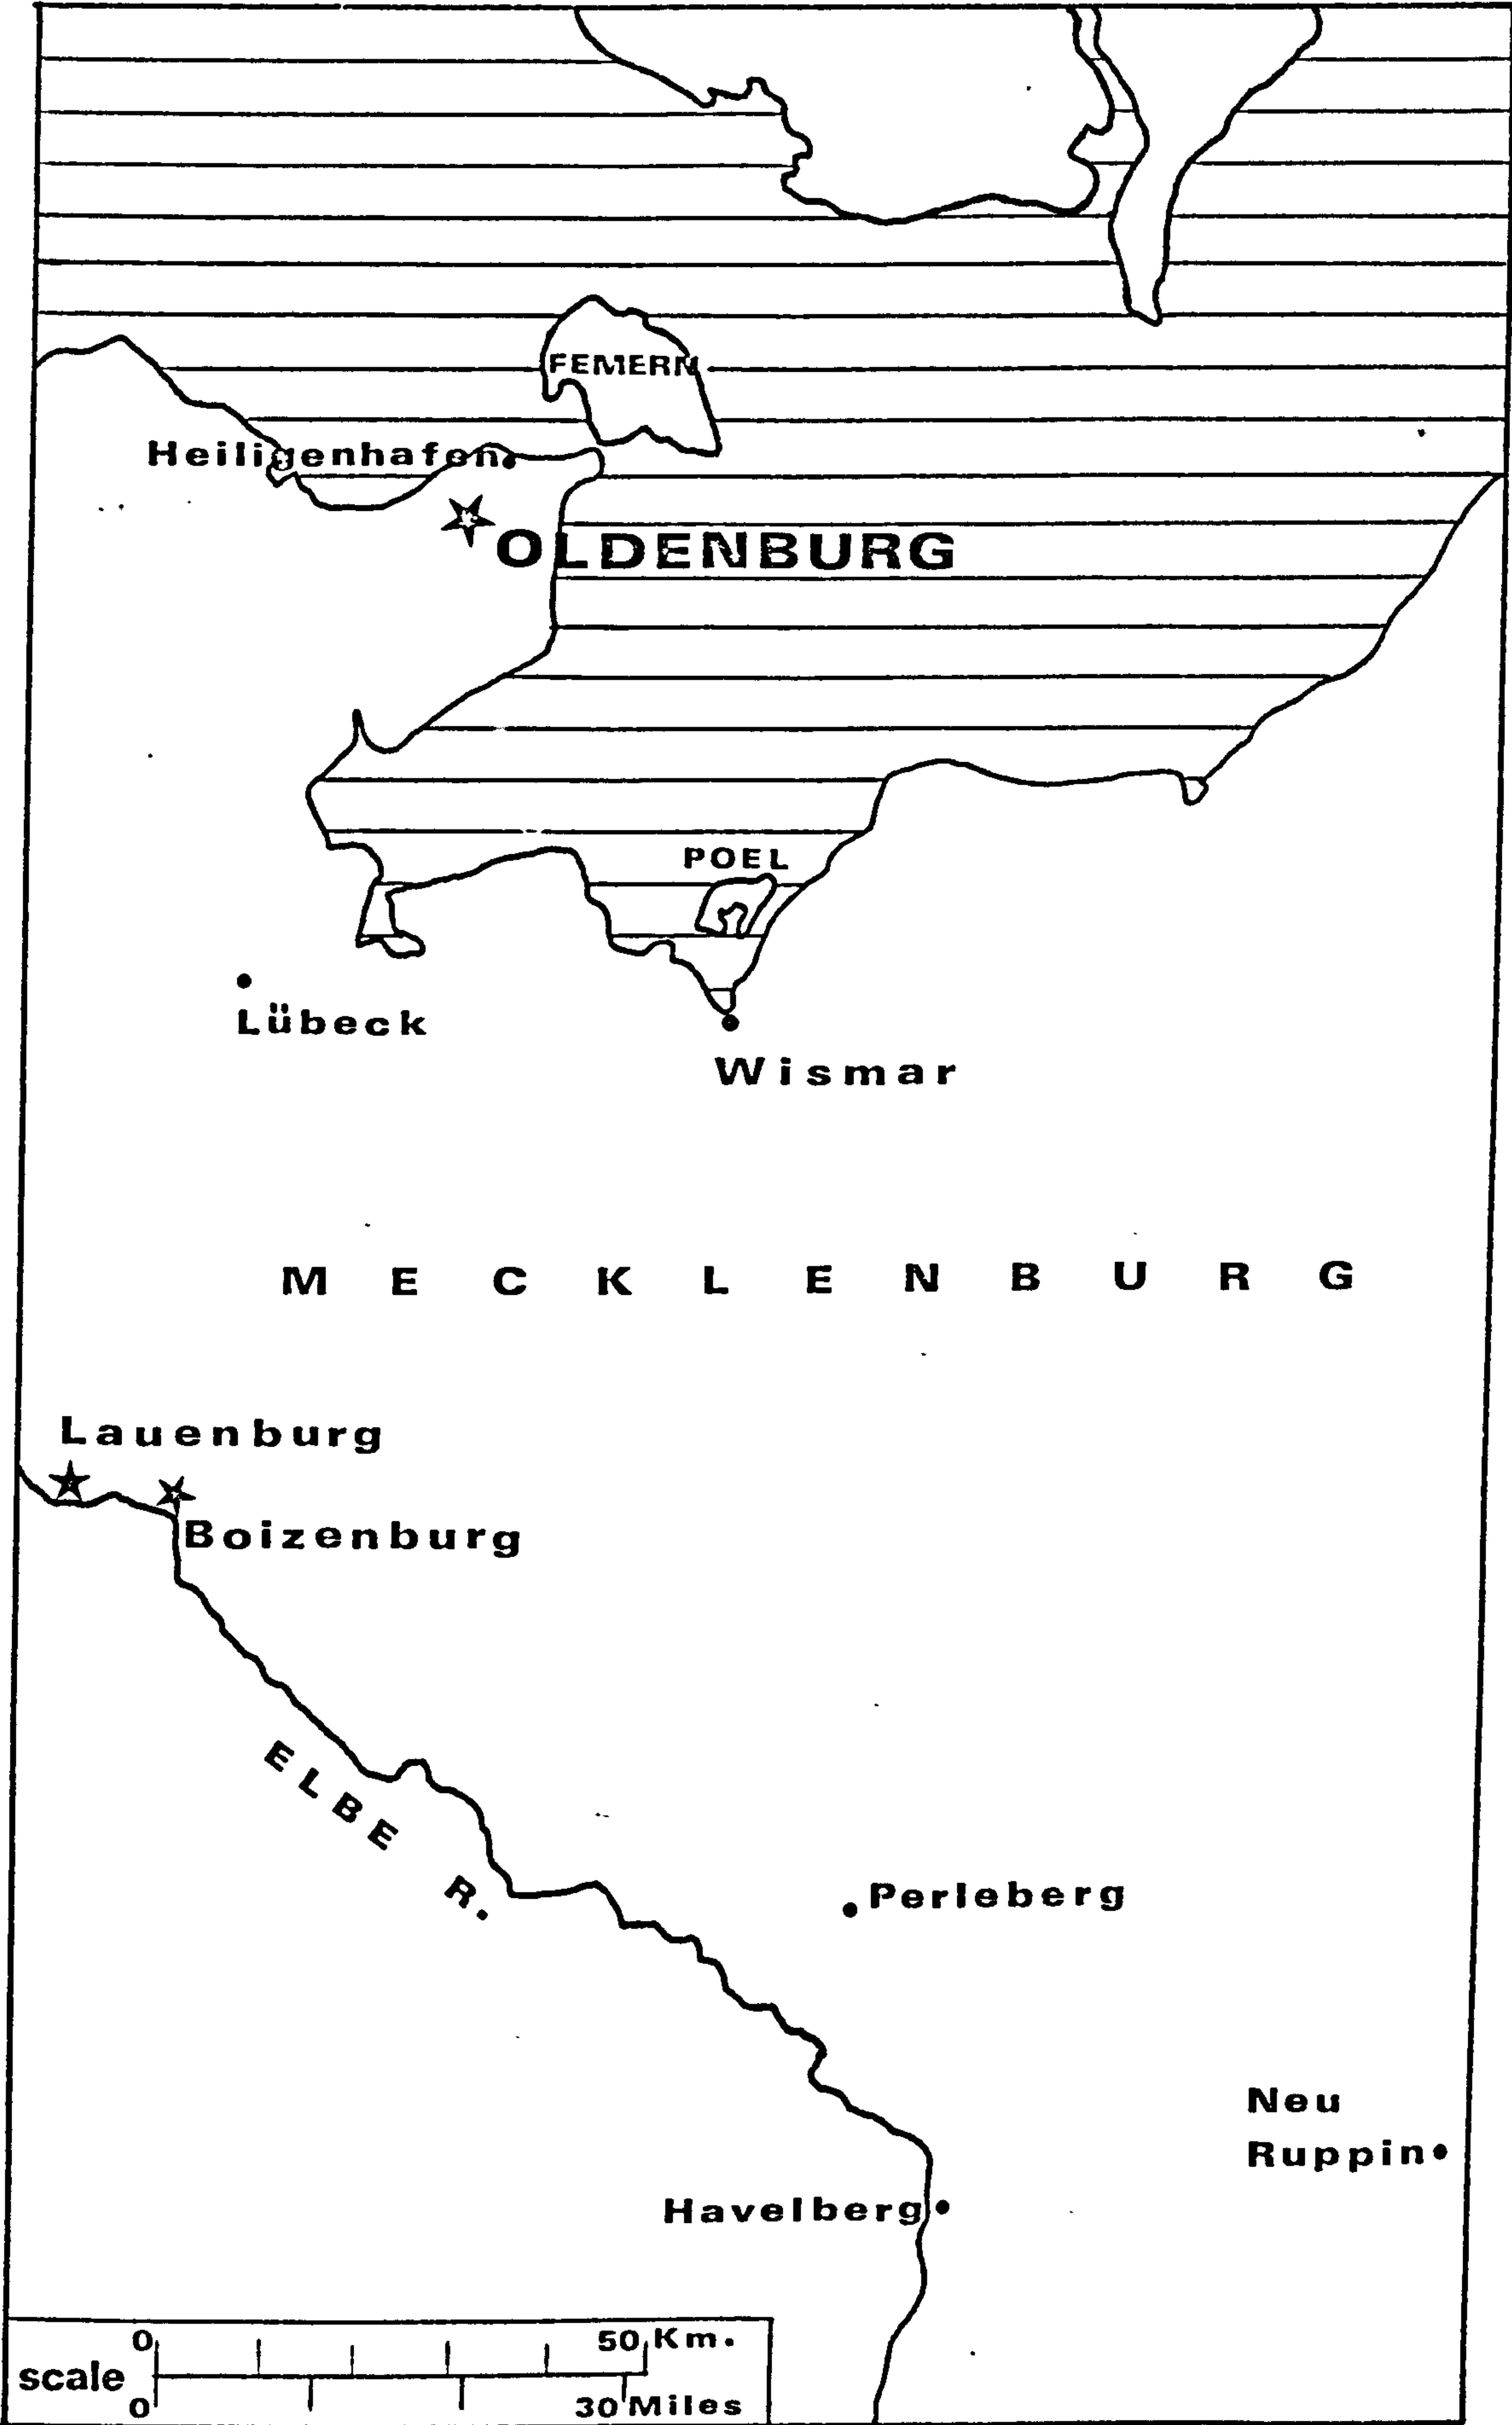 FEMERN
Heiligenhafen
OLDENBURG
POEL
Lübeck
Wismar
MECKLENBURG
Lauenburg
Boizenburg
ELBE R.
Perleberg
Neu
Ruppin
Havelberg
0 50 Km.
scale
0 30 Miles